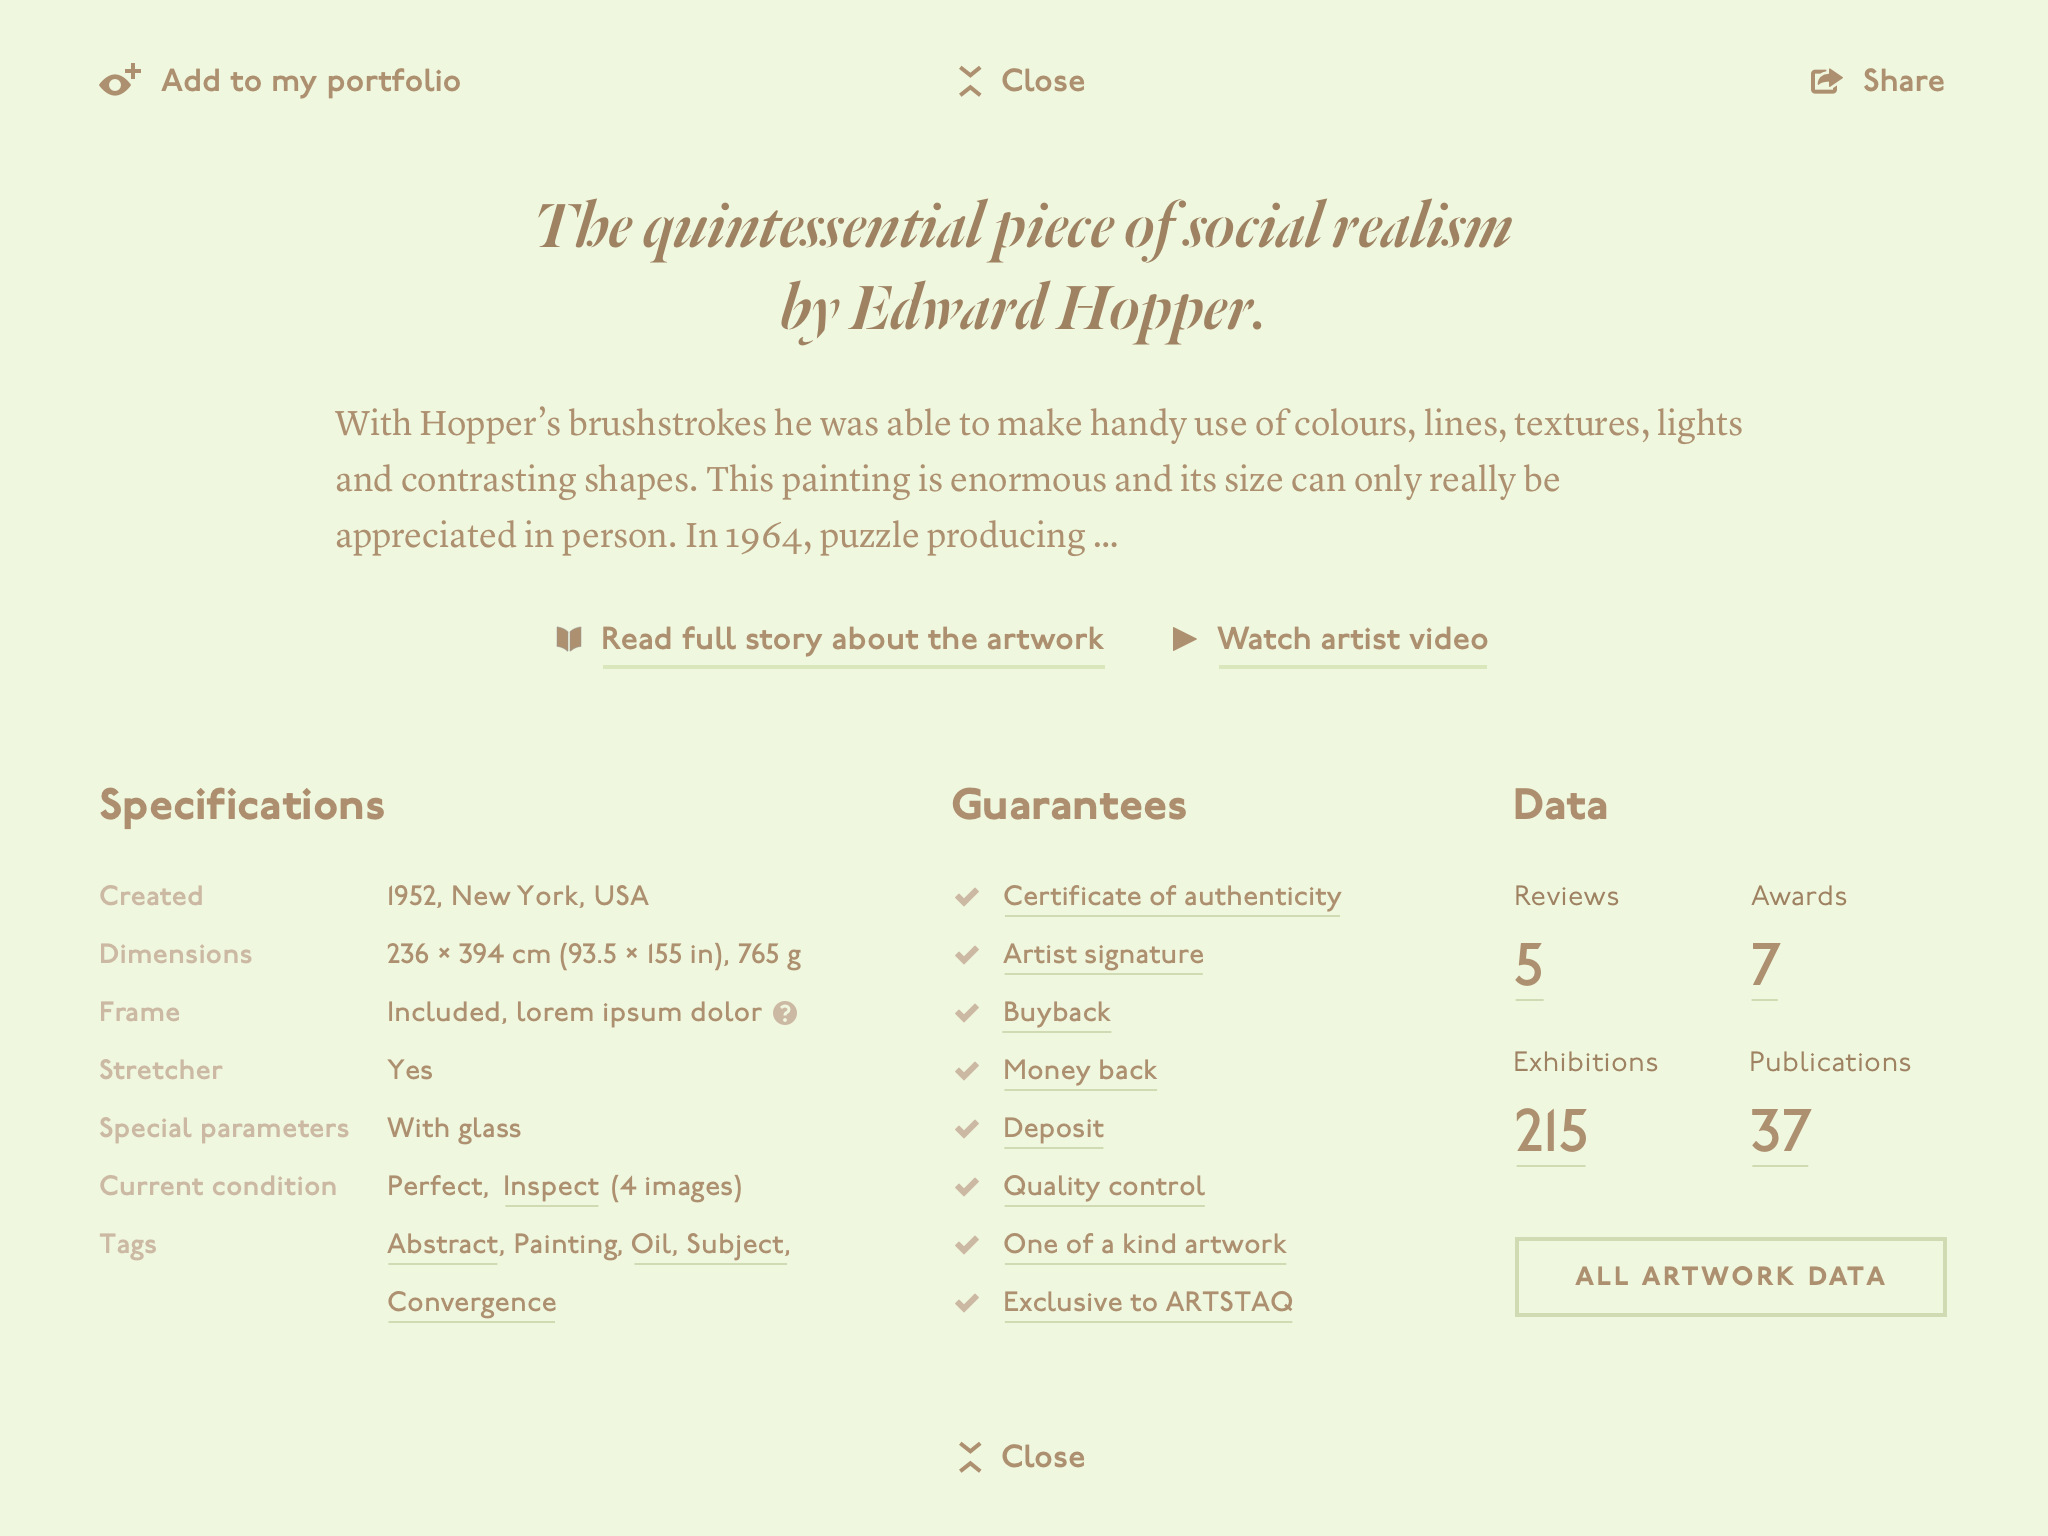 Add to my portfolio
Close
Share
The quintessential piece of social realism
by Edward Hopper.
With Hopper’s brushstrokes he was able to make handy use of colours, lines, textures, lights
and contrasting shapes. This painting is enormous and its size can only really be
appreciated in person. In 1964, puzzle producing ...
Read full story about the artwork
Watch artist video
Specifications
Created 1952, New York, USA
Dimensions 236 × 394 cm (93.5 × 155 in), 765 g
Frame Included, lorem ipsum dolor ?
Stretcher Yes
Special parameters With glass
Current condition Perfect, Inspect (4 images)
Tags Abstract, Painting, Oil, Subject,
Convergence
Guarantees
Certificate of authenticity
Artist signature
Buyback
Money back
Deposit
Quality control
One of a kind artwork
Exclusive to ARTSTAQ
Data
Reviews Awards
5 7
Exhibitions Publications
215 37
ALL ARTWORK DATA
Close